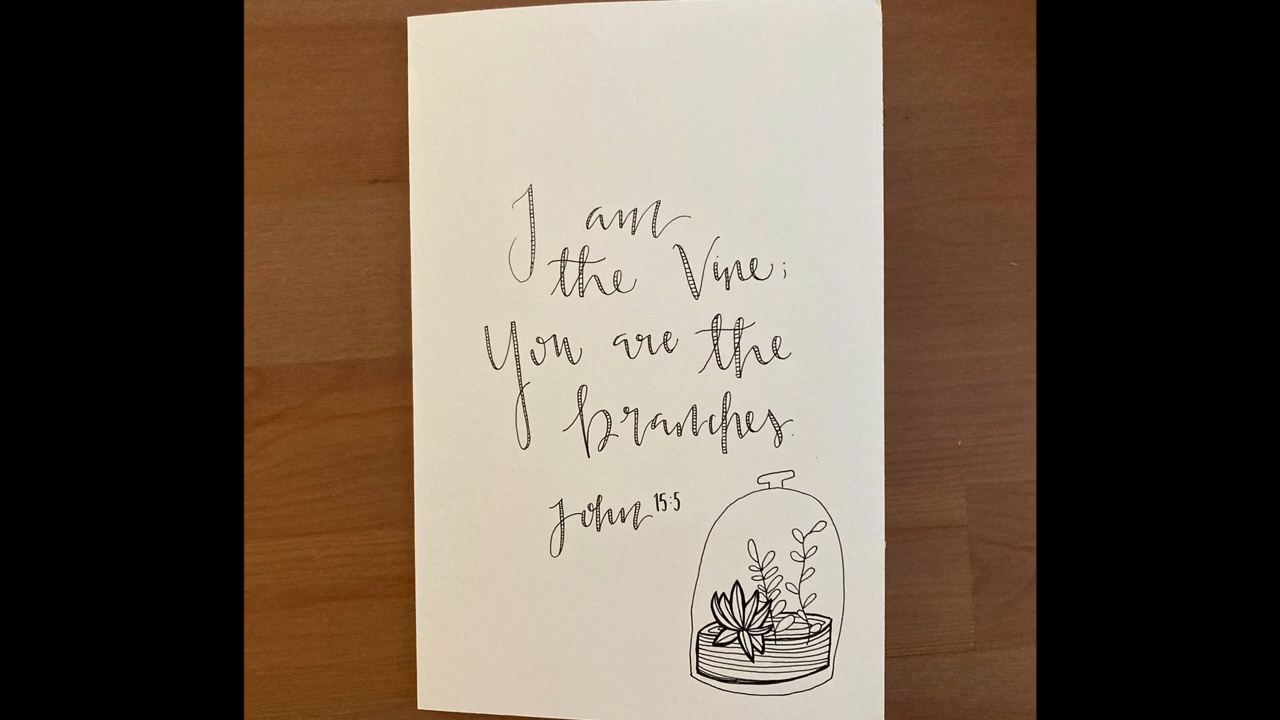 I am
the Vine;
You are the
branches.
John 15:5